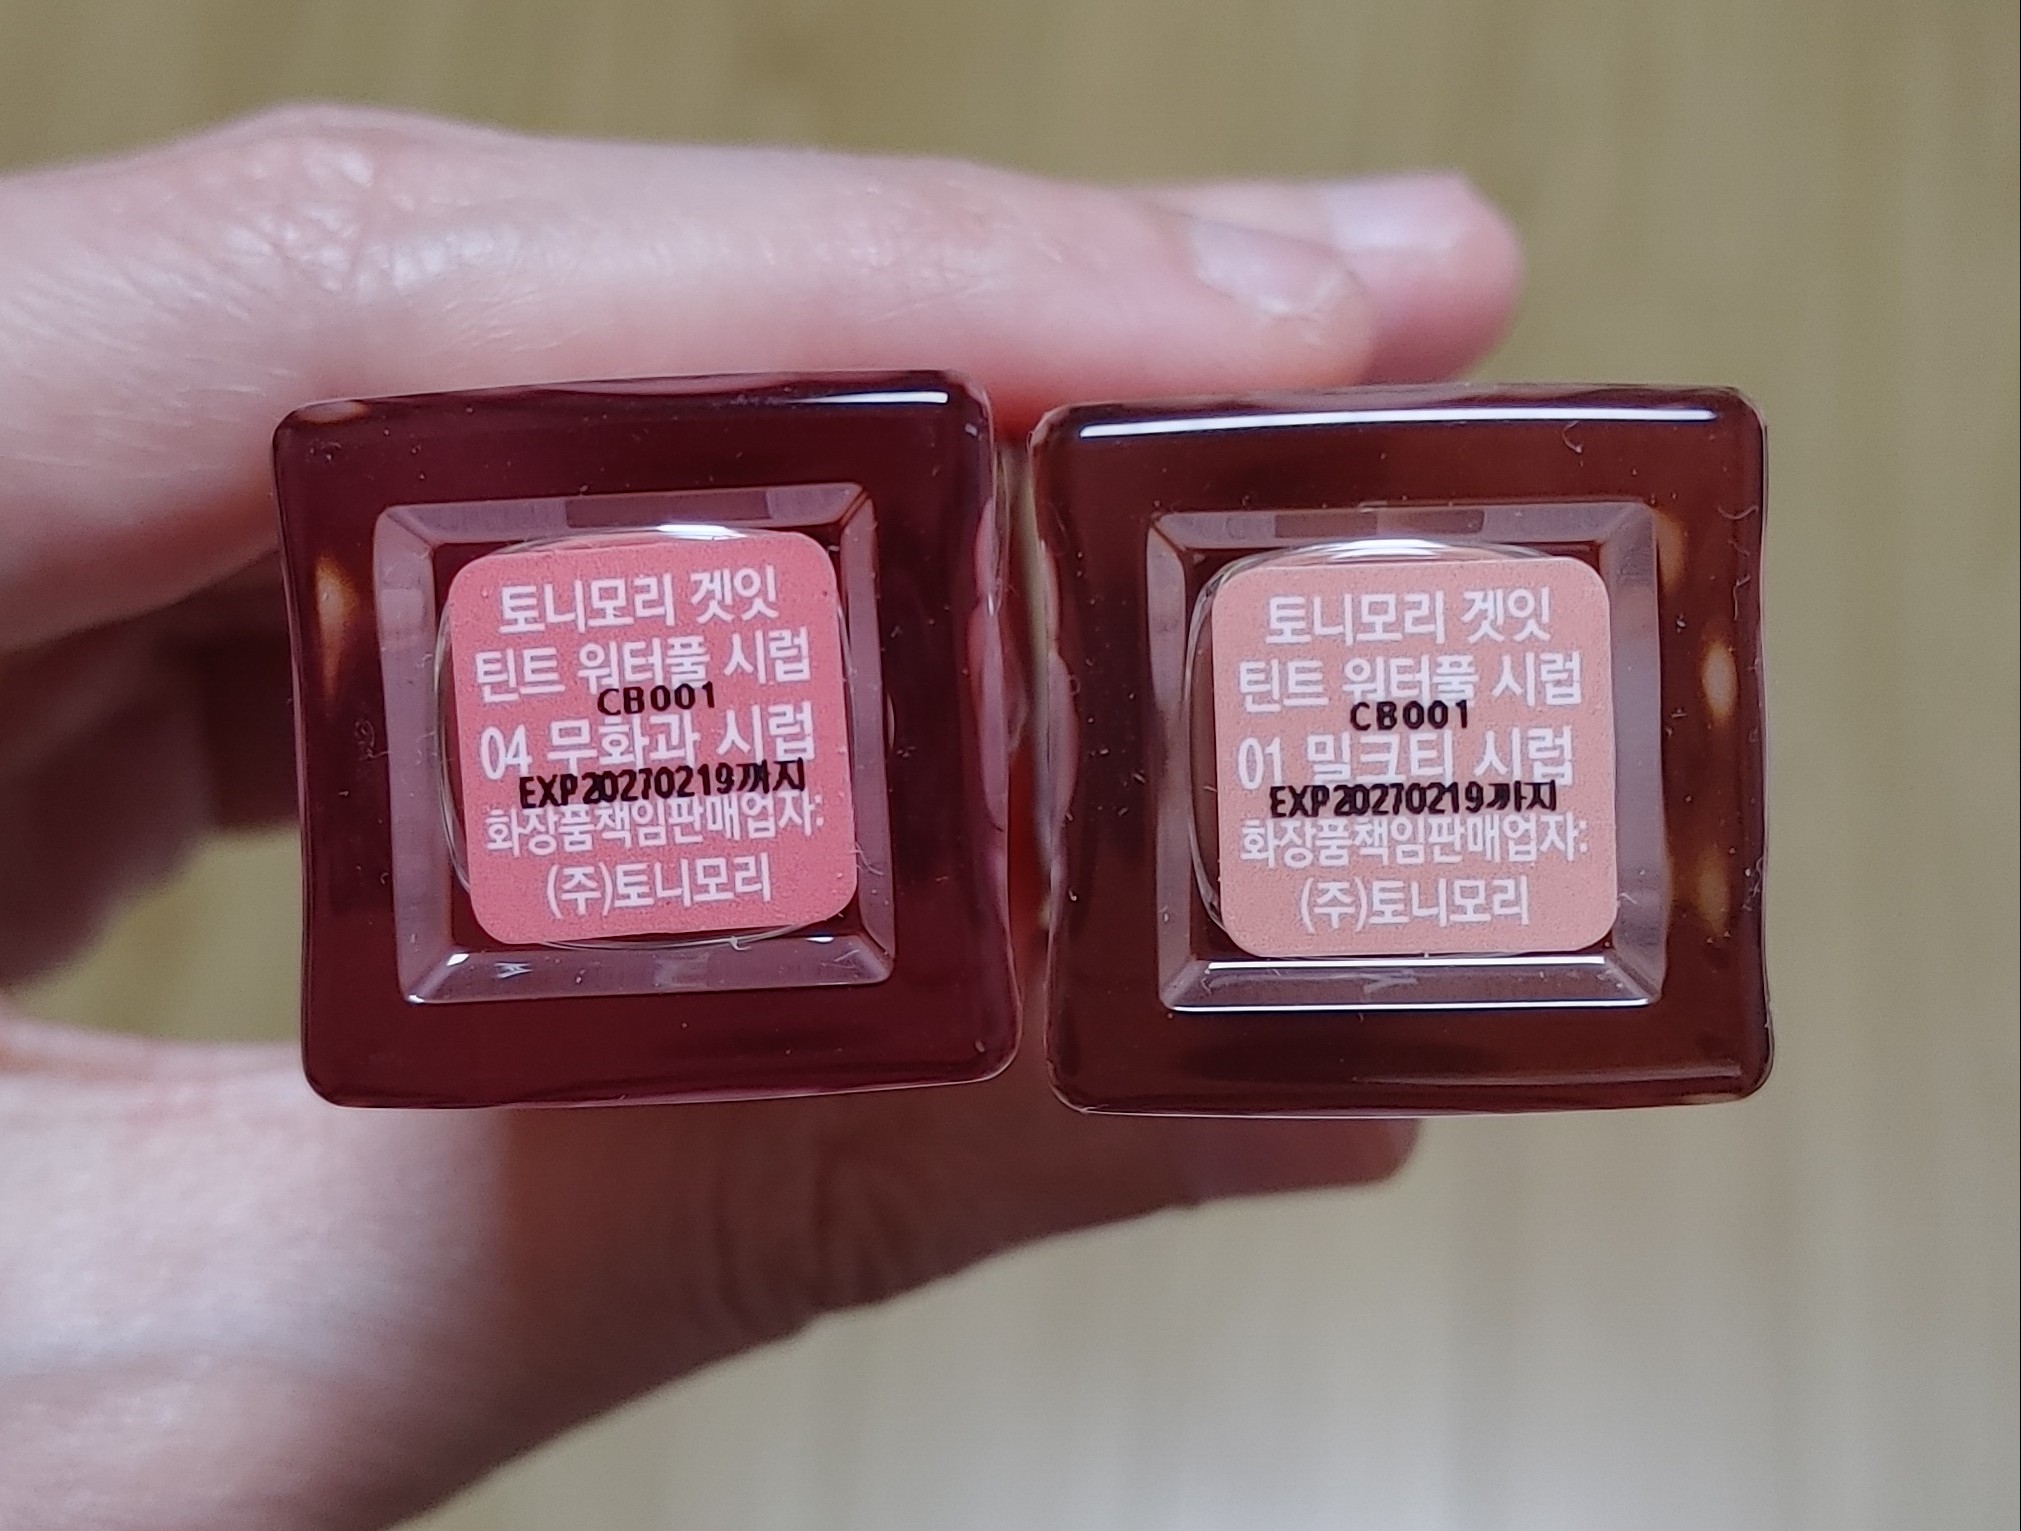 토니모리 겟잇
틴트 워터풀 시럽
CB001
04 무화과 시럽
EXP20270219까지
화장품책임판매업자:
(주)토니모리
토니모리 겟잇
틴트 워터풀 시럽
CB001
01 밀크티 시럽
EXP20270219까지
화장품책임판매업자:
(주)토니모리